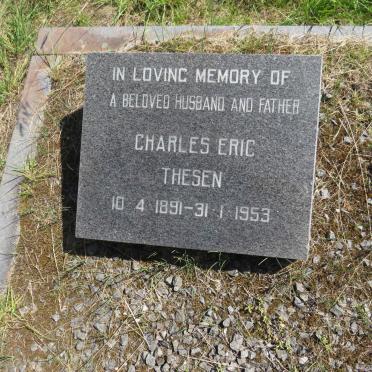 IN LOVING MEMORY OF
A BELOVED HUSBAND AND FATHER
CHARLES ERIC
THESEN
10 4 1891-31 1 1953